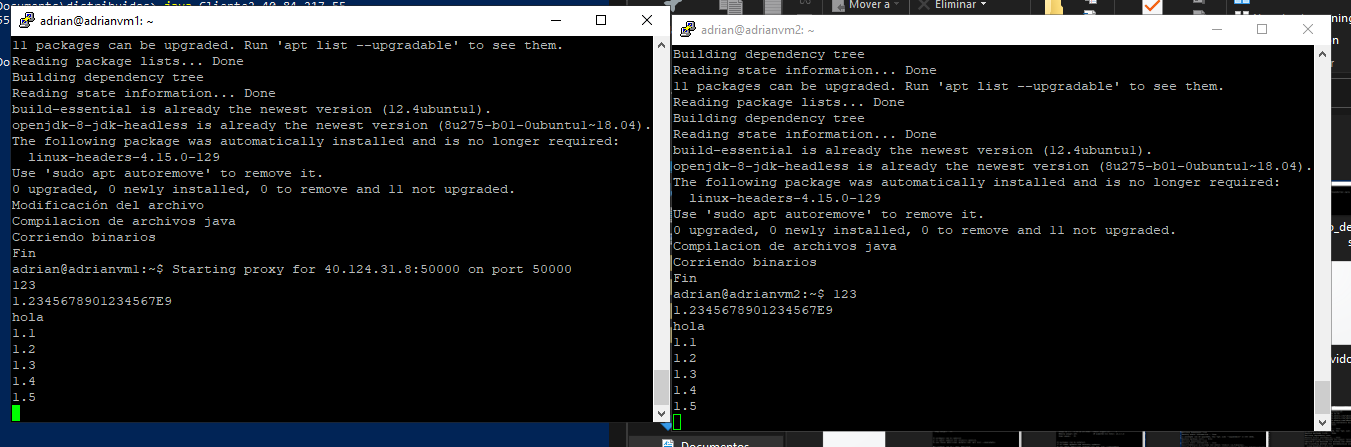 Documents\distribuidos> java Cliente2 40.84.217.55
adrian@adrianvm1: ~
11 packages can be upgraded. Run 'apt list --upgradable' to see them.
Reading package lists... Done
Building dependency tree
Reading state information... Done
build-essential is already the newest version (12.4ubuntu1).
openjdk-8-jdk-headless is already the newest version (8u275-b01-0ubuntu1~18.04).
The following package was automatically installed and is no longer required:
linux-headers-4.15.0-129
Use 'sudo apt autoremove' to remove it.
0 upgraded, 0 newly installed, 0 to remove and 11 not upgraded.
Modificación del archivo
Compilacion de archivos java
Corriendo binarios
Fin
adrian@adrianvm1:~$ Starting proxy for 40.124.31.8:50000 on port 50000
123
1.2345678901234567E9
hola
1.1
1.2
1.3
1.4
1.5
Mover a
Eliminar
adrian@adrianvm2: ~
Building dependency tree
Reading state information... Done
11 packages can be upgraded. Run 'apt list --upgradable' to see them.
Reading package lists... Done
Building dependency tree
Reading state information... Done
build-essential is already the newest version (12.4ubuntu1).
openjdk-8-jdk-headless is already the newest version (8u275-b01-0ubuntu1~18.04).
The following package was automatically installed and is no longer required:
linux-headers-4.15.0-129
Use 'sudo apt autoremove' to remove it.
0 upgraded, 0 newly installed, 0 to remove and 11 not upgraded.
Compilacion de archivos java
Corriendo binarios
Fin
adrian@adrianvm2:~$ 123
1.2345678901234567E9
hola
1.1
1.2
1.3
1.4
1.5
Documentos